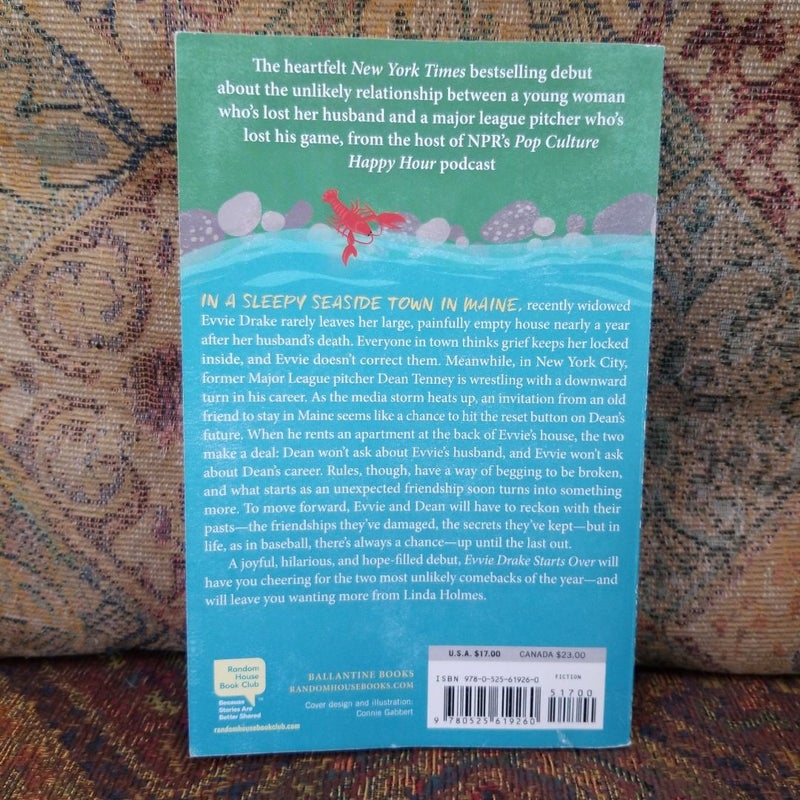 The heartfelt New York Times bestselling debut
about the unlikely relationship between a young woman
who's lost her husband and a major league pitcher who's
lost his game, from the host of NPR's Pop Culture
Happy Hour podcast
IN A SLEEPY SEASIDE TOWN IN MAINE, recently widowed
Evvie Drake rarely leaves her large, painfully empty house nearly a year
after her husband's death. Everyone in town thinks grief keeps her locked
inside, and Evvie doesn't correct them. Meanwhile, in New York City,
former Major League pitcher Dean Tenney is wrestling with a downward
turn in his career. As the media storm heats up, an invitation from an old
friend to stay in Maine seems like a chance to hit the reset button on Dean's
future. When he rents an apartment at the back of Evvie's house, the two
make a deal: Dean won't ask about Evvie's husband, and Evvie won't ask
about Dean's career. Rules, though, have a way of begging to be broken,
and what starts as an unexpected friendship soon turns into something
more. To move forward, Evvie and Dean will have to reckon with their
pasts—the friendships they've damaged, the secrets they've kept—but in
life, as in baseball, there's always a chance—up until the last out.
A joyful, hilarious, and hope-filled debut, Evvie Drake Starts Over will
have you cheering for the two most unlikely comebacks of the year—and
will leave you wanting more from Linda Holmes.
Random
House
Book Club
Because
Stories Are
Better Shared
randomhousebookclub.com
BALLANTINE BOOKS
RANDOMHOUSEBOOKS.COM
Cover design and illustration:
Connie Gabbert
U.S.A. $17.00 CANADA $23.00
ISBN 978-0-525-61926-0
FICTION
51700
9 780525 619260